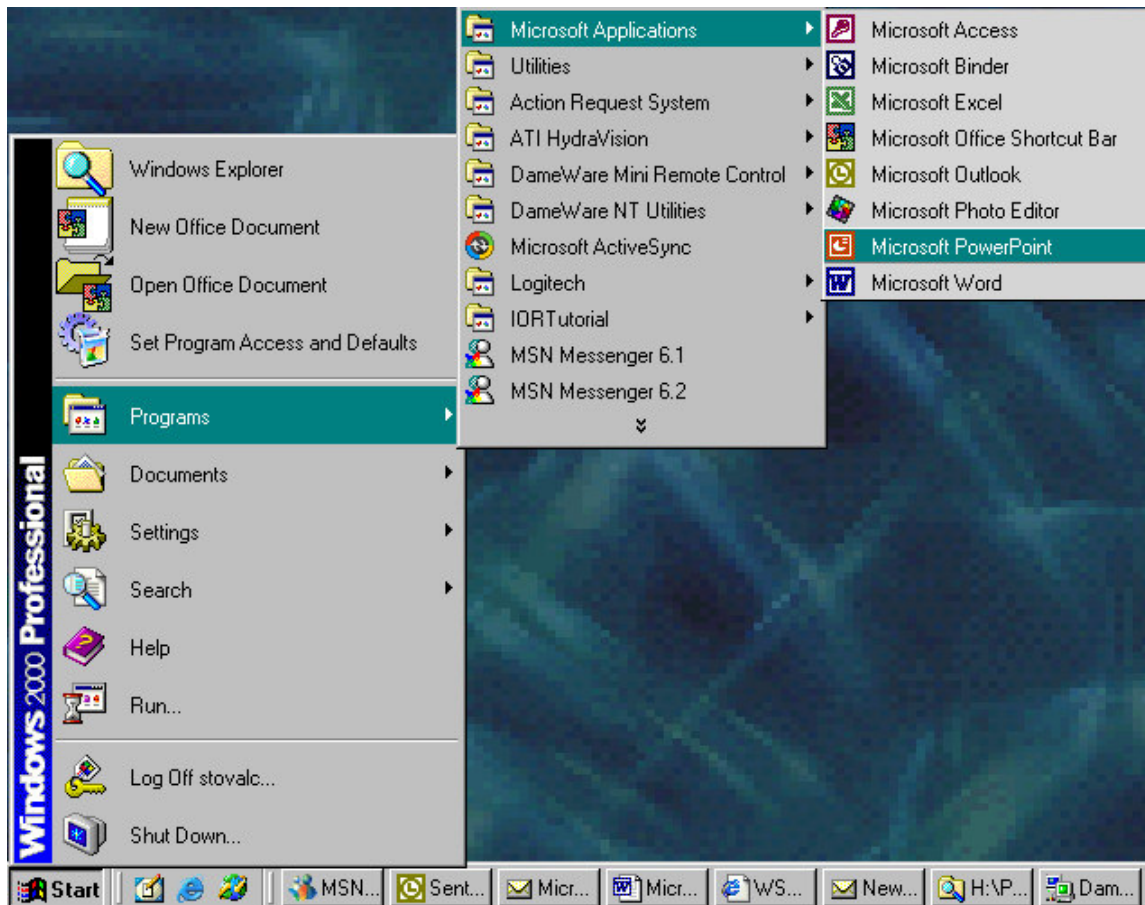 Microsoft Applications
Utilities
Action Request System
ATI HydraVision
DameWare Mini Remote Control
DameWare NT Utilities
Microsoft ActiveSync
Logitech
IORTutorial
MSN Messenger 6.1
MSN Messenger 6.2
Microsoft Access
Microsoft Binder
Microsoft Excel
Microsoft Office Shortcut Bar
Microsoft Outlook
Microsoft Photo Editor
Microsoft PowerPoint
Microsoft Word
Windows Explorer
New Office Document
Open Office Document
Set Program Access and Defaults
Programs
Documents
Settings
Search
Help
Run...
Log Off stovalc...
Shut Down...
Windows 2000 Professional
Start
MSN...
Sent...
Micr...
Micr...
WS...
New...
H:\P...
Dam...